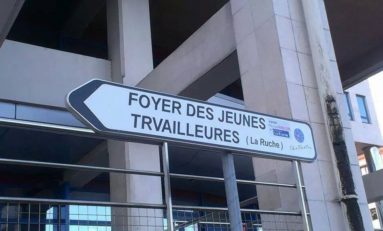 FOYER DES JEUNES
TRVAILLEURES (La Ruche)